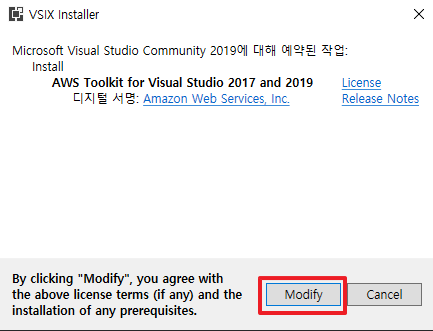 VSIX Installer
Microsoft Visual Studio Community 2019에 대해 예약된 작업:
Install
AWS Toolkit for Visual Studio 2017 and 2019 License
디지털 서명: Amazon Web Services, Inc. Release Notes
By clicking "Modify", you agree with
the above license terms (if any) and the
installation of any prerequisites.
Modify Cancel